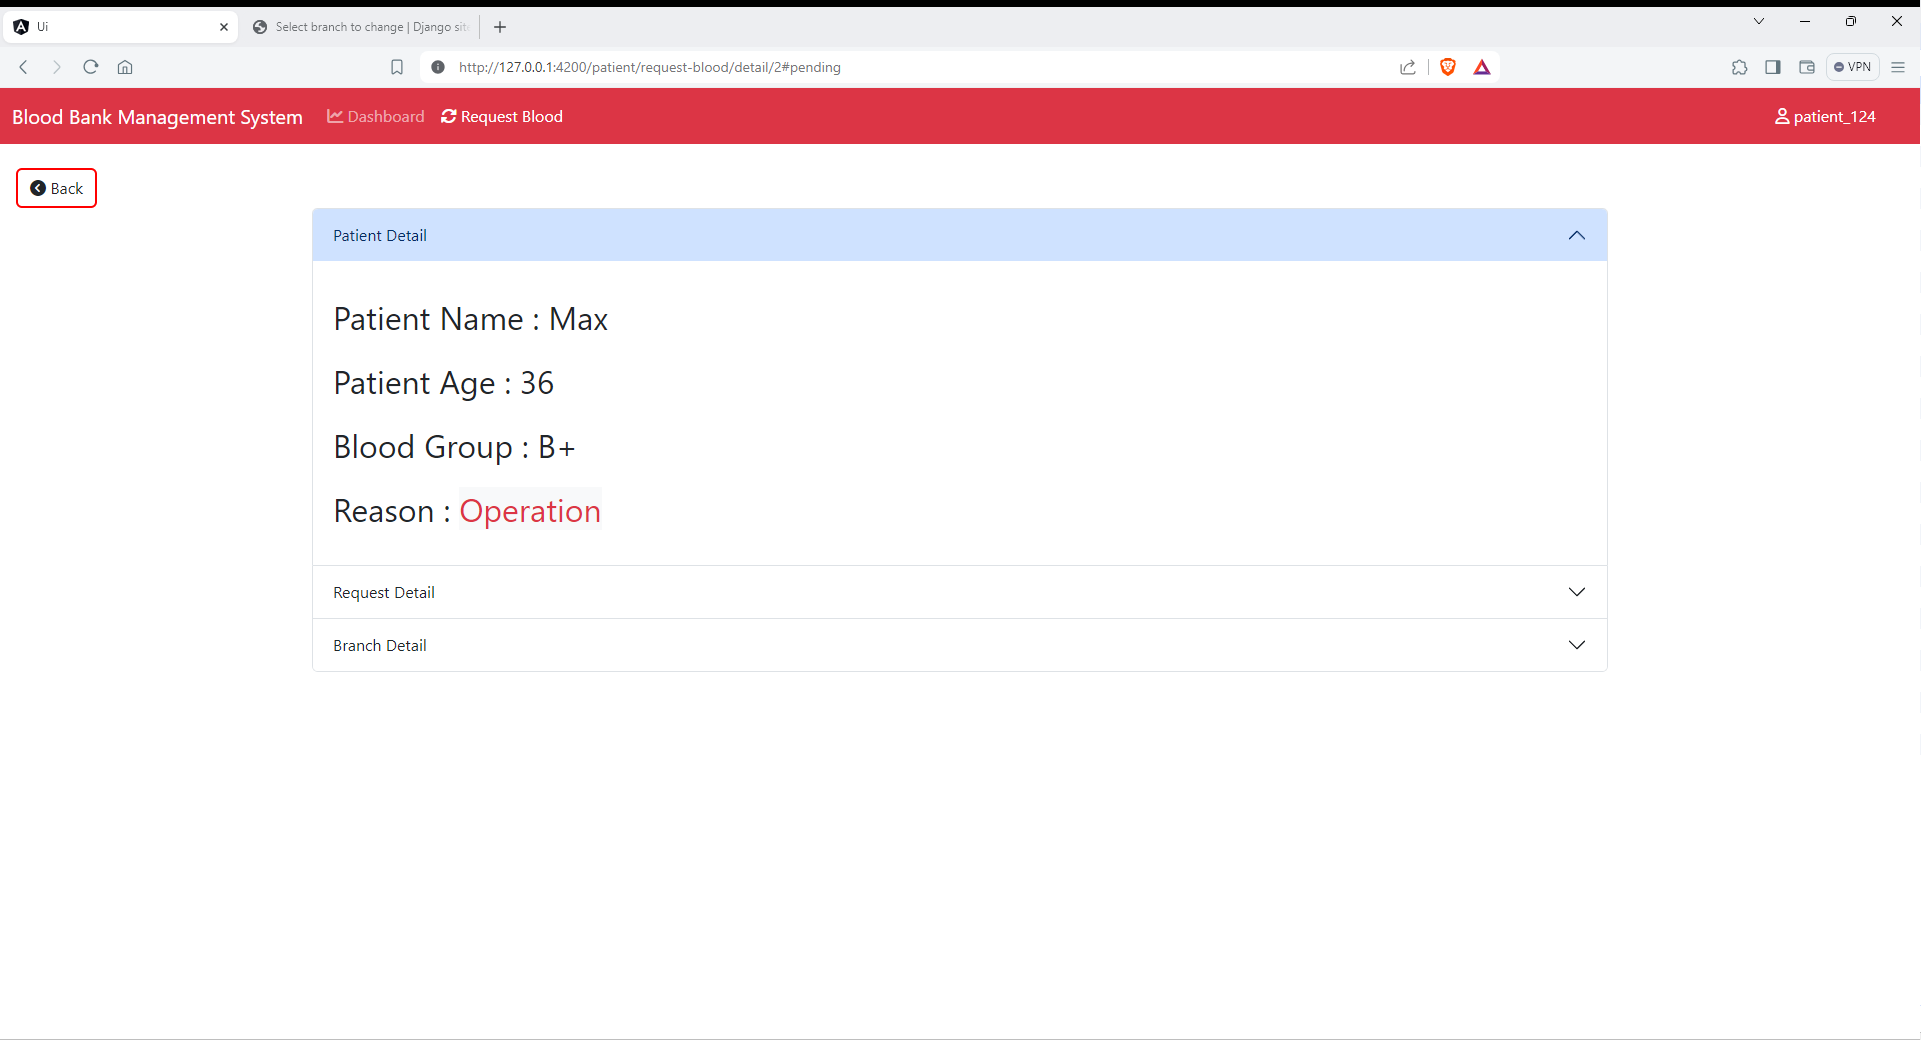 Ui
Select branch to change | Django sit
http://127.0.0.1:4200/patient/request-blood/detail/2#pending
VPN
Blood Bank Management System
Dashboard
Request Blood
patient_124
Back
Patient Detail
Patient Name : Max
Patient Age : 36
Blood Group : B+
Reason : Operation
Request Detail
Branch Detail